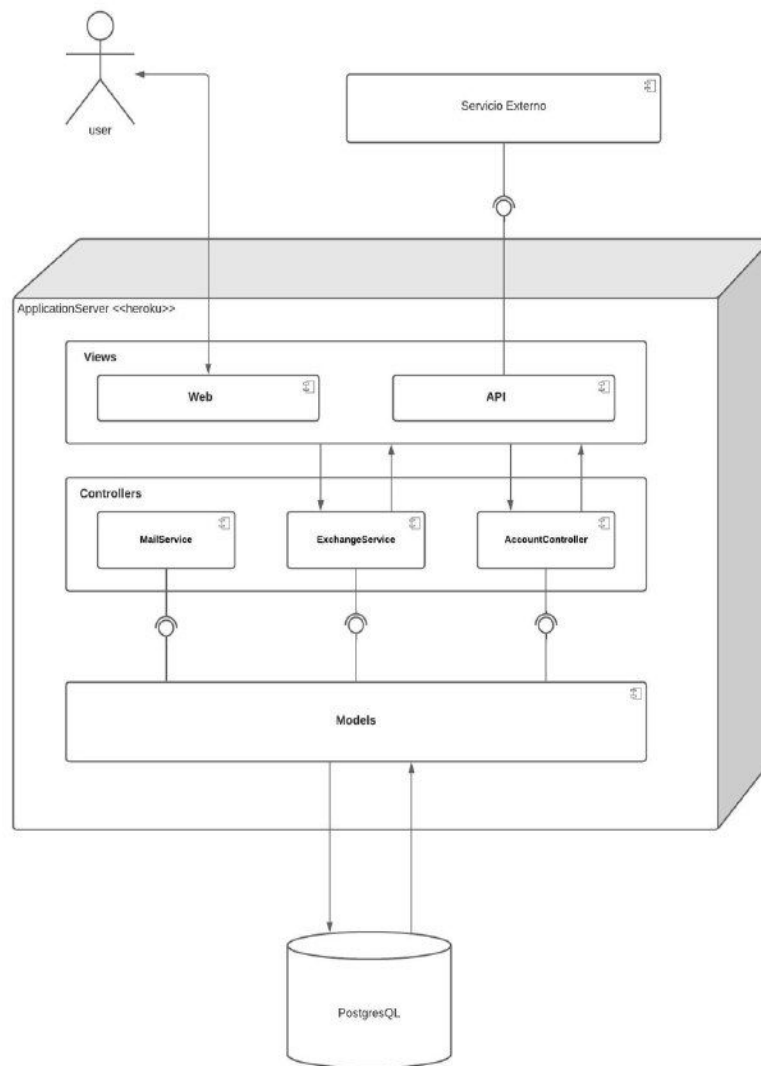 user
Servicio Externo
ApplicationServer <<heroku>>
Views
Web
API
Controllers
MailService
ExchangeService
AccountController
Models
PostgresQL